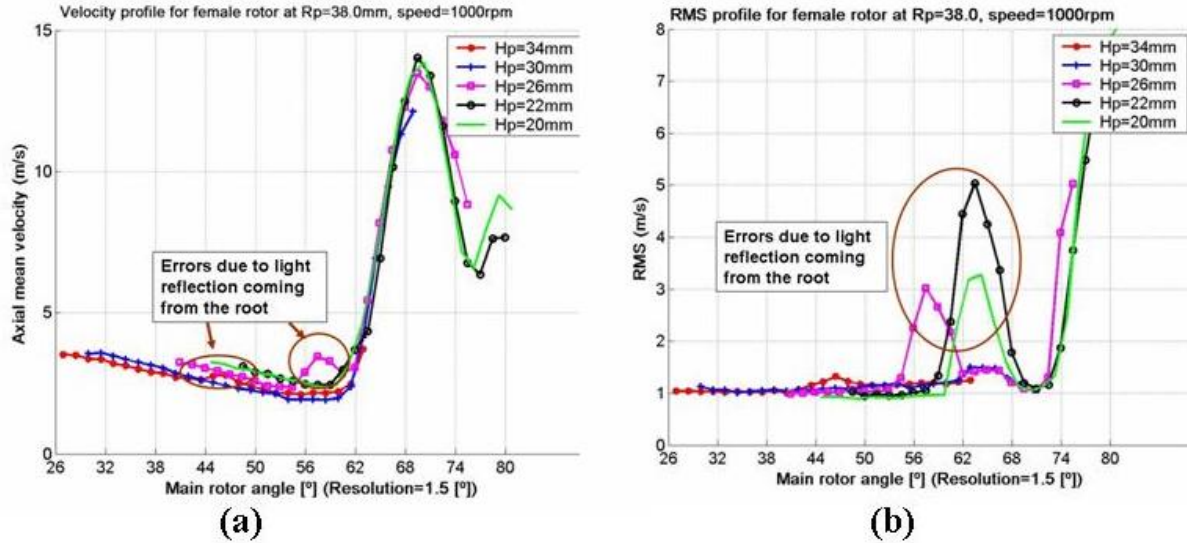 Velocity profile for female rotor at Rp=38.0mm, speed=1000rpm
15
10
5
0
Axial mean velocity (m/s)
Hp=34mm
Hp=30mm
Hp=26mm
Hp=22mm
Hp=20mm
Errors due to light
reflection coming
from the root
26 32 38 44 50 56 62 68 74 80
Main rotor angle [º] (Resolution=1.5 [º])
(a)
RMS profile for female rotor at Rp=38.0, speed=1000rpm
8
7
6
5
4
3
2
1
0
RMS (m/s)
Hp=34mm
Hp=30mm
Hp=26mm
Hp=22mm
Hp=20mm
Errors due to light
reflection coming
from the root
26 32 38 44 50 56 62 68 74 80
Main rotor angle [º] (Resolution=1.5 [º])
(b)